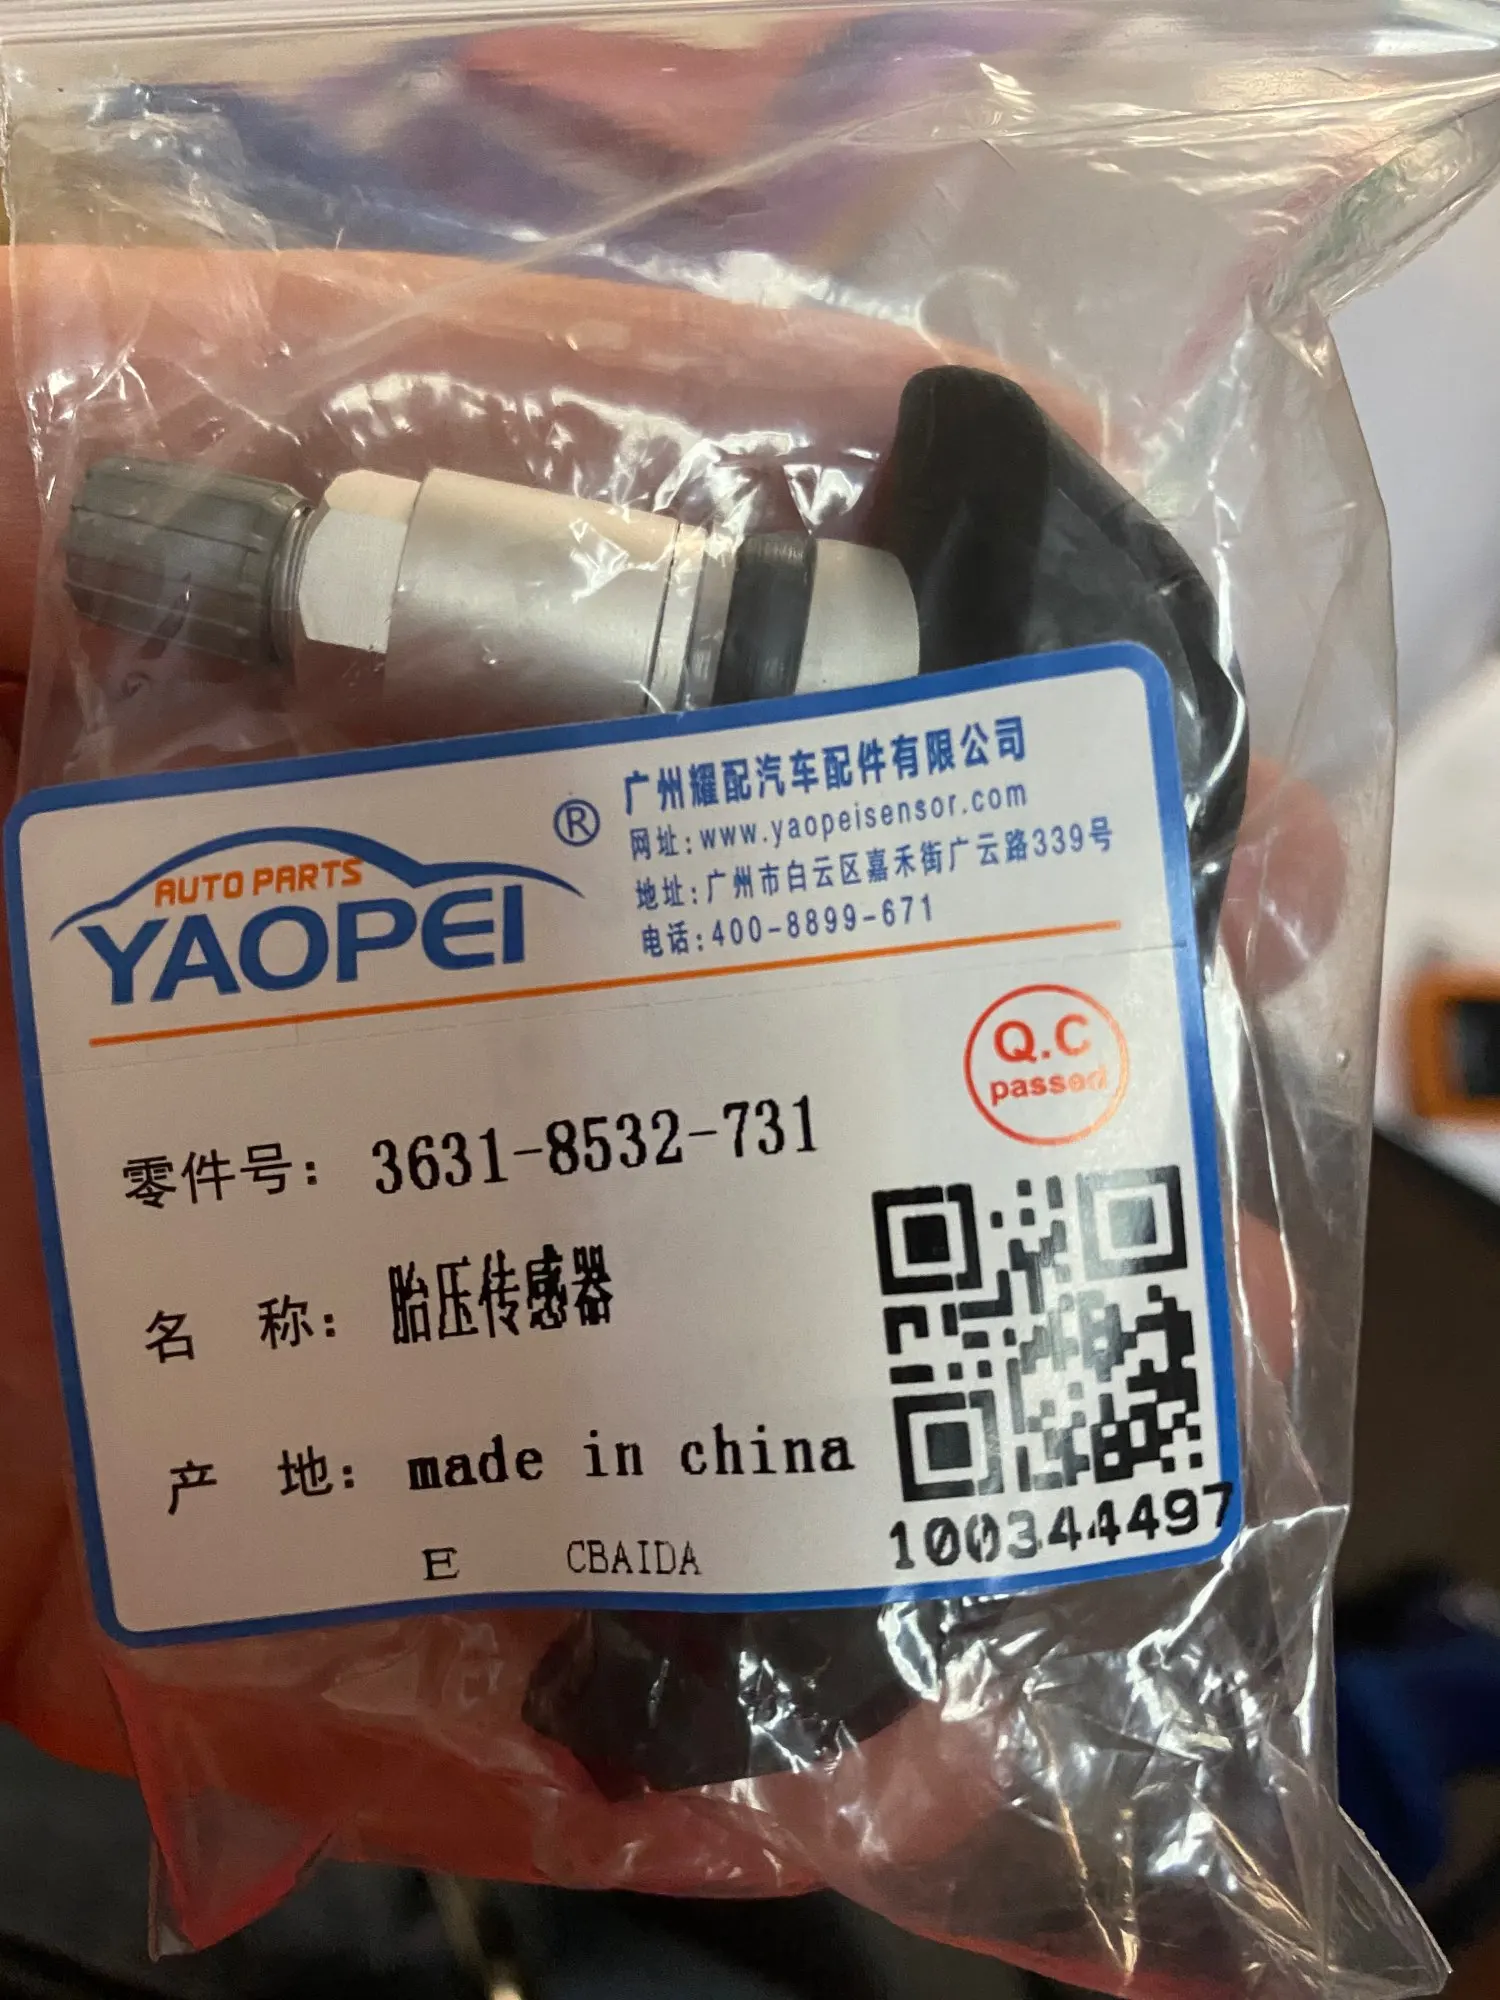 AUTO PARTS
YAOPEI
®
广州耀配汽车配件有限公司
网址:www.yaopeisensor.com
地址:广州市白云区嘉禾街广云路339号
电话:400-8899-671
Q.C
passed
零件号: 3631-8532-731
名 称: 胎压传感器
产 地: made in china
E CBAIDA
100344497